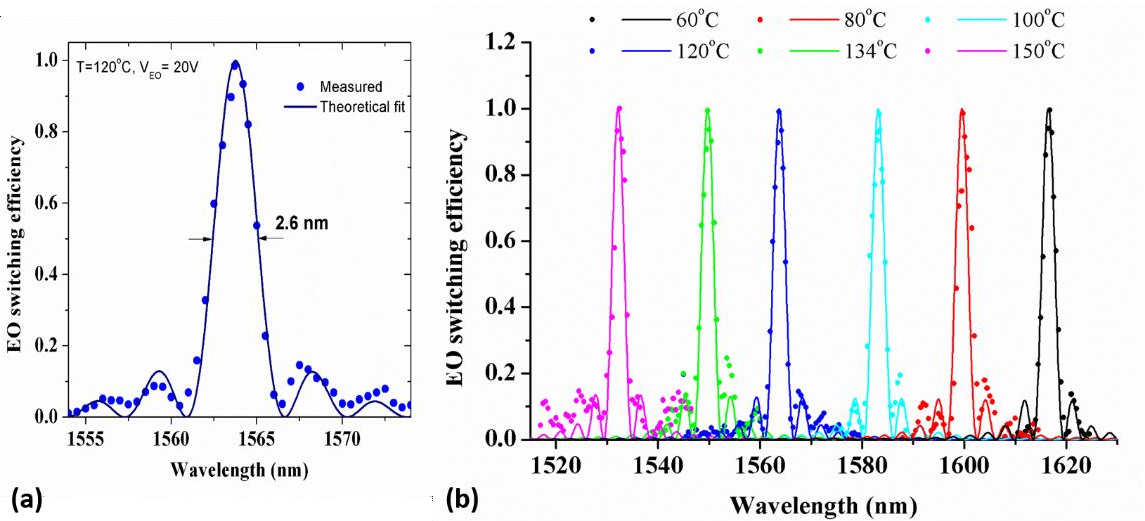 T=120°C, V_EO= 20V
Measured
Theoretical fit
2.6 nm
EO switching efficiency
1.0
0.8
0.6
0.4
0.2
0.0
1555 1560 1565 1570
Wavelength (nm)
(a)
60°C 80°C 100°C
120°C 134°C 150°C
EO switching efficiency
1.2
1.0
0.8
0.6
0.4
0.2
0.0
1520 1540 1560 1580 1600 1620
Wavelength (nm)
(b)